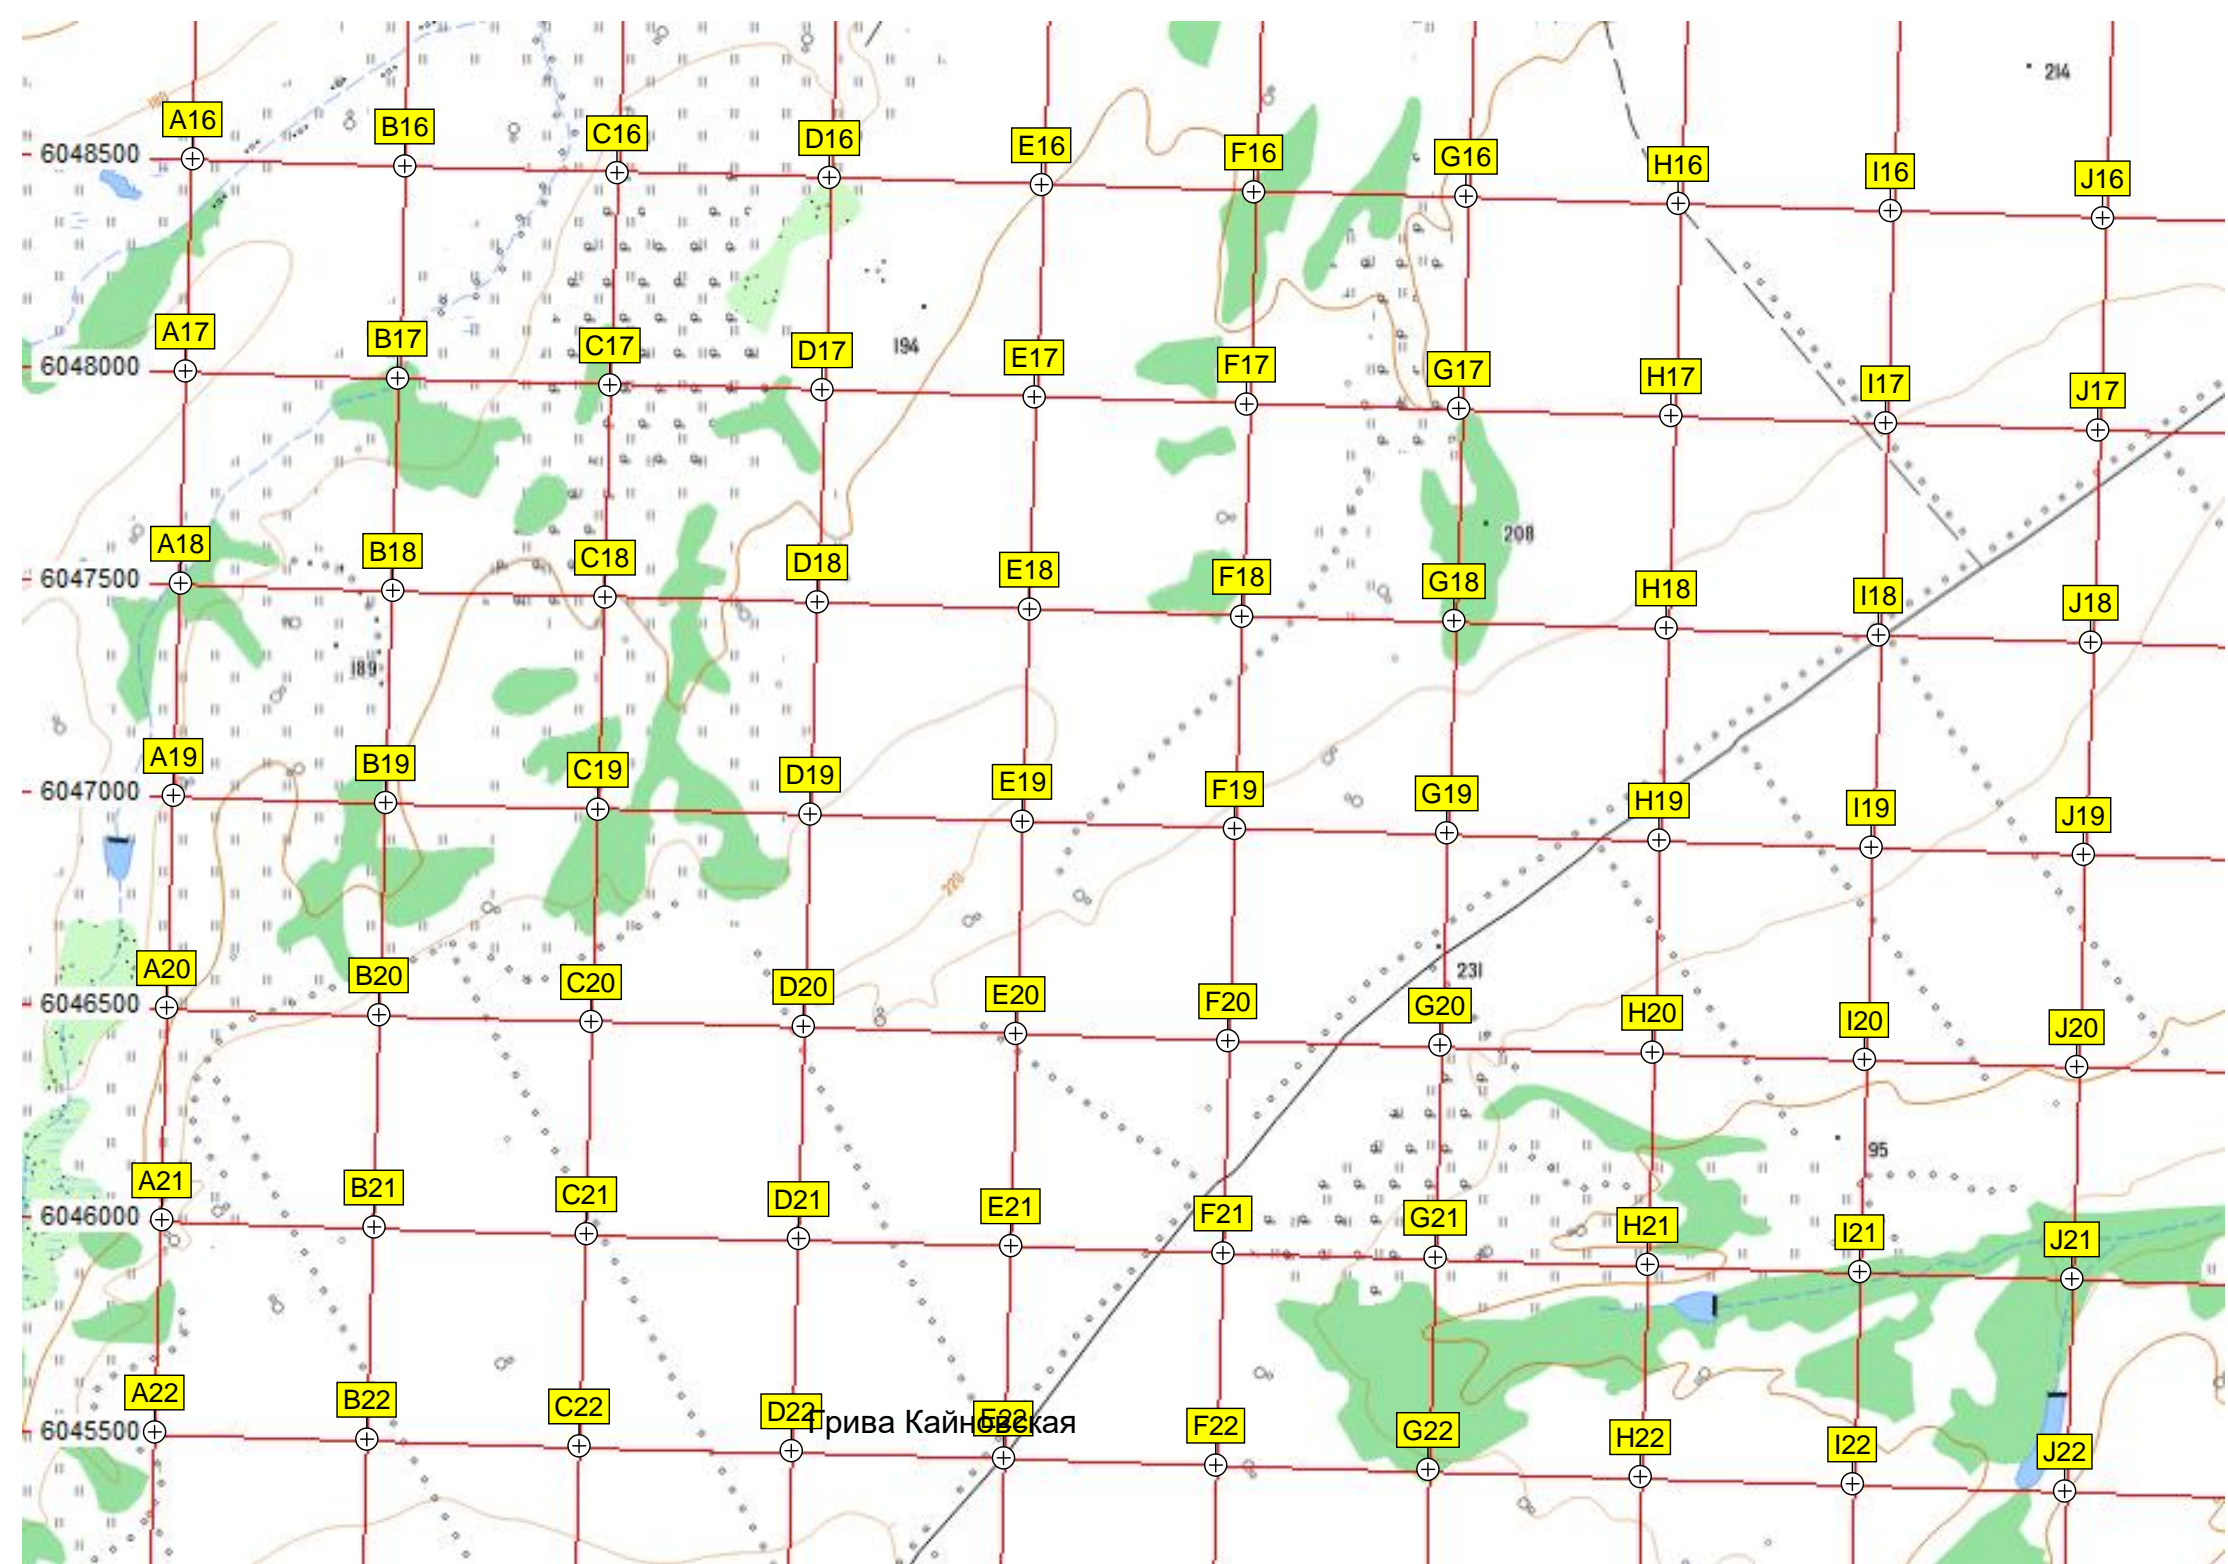 214
180
A16 B16 C16 D16 E16 F16 G16 H16 I16 J16
6048500
A17 B17 C17 D17 E17 F17 G17 H17 I17 J17
194
6048000
208
A18 B18 C18 D18 E18 F18 G18 H18 I18 J18
6047500
189
A19 B19 C19 D19 E19 F19 G19 H19 I19 J19
6047000
220
231
A20 B20 C20 D20 E20 F20 G20 H20 I20 J20
6046500
95
A21 B21 C21 D21 E21 F21 G21 H21 I21 J21
6046000
A22 B22 C22 D22 E22 F22 G22 H22 I22 J22
Грива Кайновская
6045500